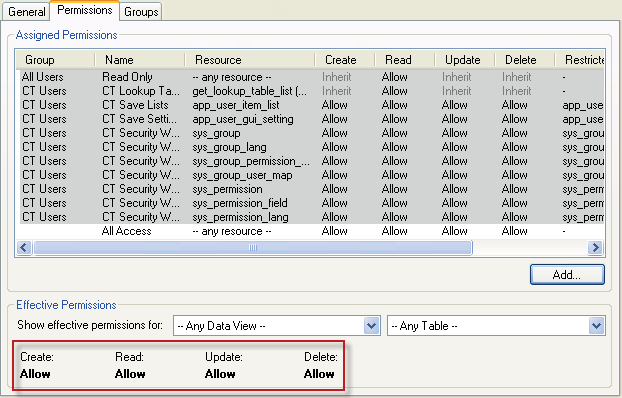 General Permissions Groups
Assigned Permissions
Group Name Resource Create Read Update Delete Restricte
All Users Read Only -- any resource -- Inherit Allow Inherit Inherit -
CT Users CT Lookup Ta... get_lookup_table_list (... Inherit Allow Inherit Inherit -
CT Users CT Save Lists app_user_item_list Allow Allow Allow Allow app_use
CT Users CT Save Setti... app_user_gui_setting Allow Allow Allow Allow app_use
CT Users CT Security W... sys_group Allow Allow Allow Allow sys_grou
CT Users CT Security W... sys_group_lang Allow Allow Allow Allow sys_grou
CT Users CT Security W... sys_group_permission_... Allow Allow Allow Allow sys_grou
CT Users CT Security W... sys_group_user_map Allow Allow Allow Allow sys_grou
CT Users CT Security W... sys_permission Allow Allow Allow Allow sys_perm
CT Users CT Security W... sys_permission_field Allow Allow Allow Allow sys_perm
CT Users CT Security W... sys_permission_lang Allow Allow Allow Allow sys_perm
All Access -- any resource -- Allow Allow Allow Allow -
Add...
Effective Permissions
Show effective permissions for: -- Any Data View -- -- Any Table --
Create: Read: Update: Delete:
Allow Allow Allow Allow